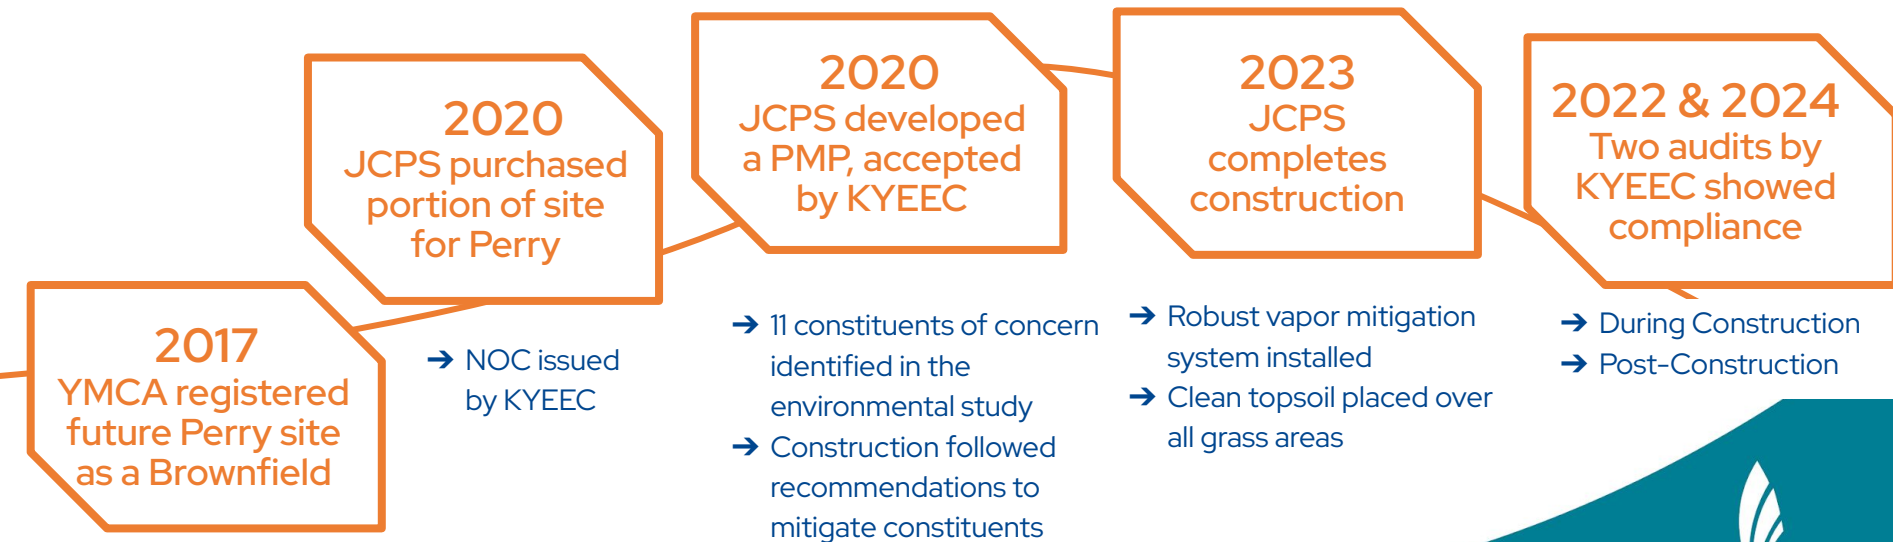 2017
YMCA registered
future Perry site
as a Brownfield
2020
JCPS purchased
portion of site
for Perry
➔ NOC issued
by KYEEC
2020
JCPS developed
a PMP, accepted
by KYEEC
➔ 11 constituents of concern
identified in the
environmental study
➔ Construction followed
recommendations to
mitigate constituents
2023
JCPS
completes
construction
➔ Robust vapor mitigation
system installed
➔ Clean topsoil placed over
all grass areas
2022 & 2024
Two audits by
KYEEC showed
compliance
➔ During Construction
➔ Post-Construction